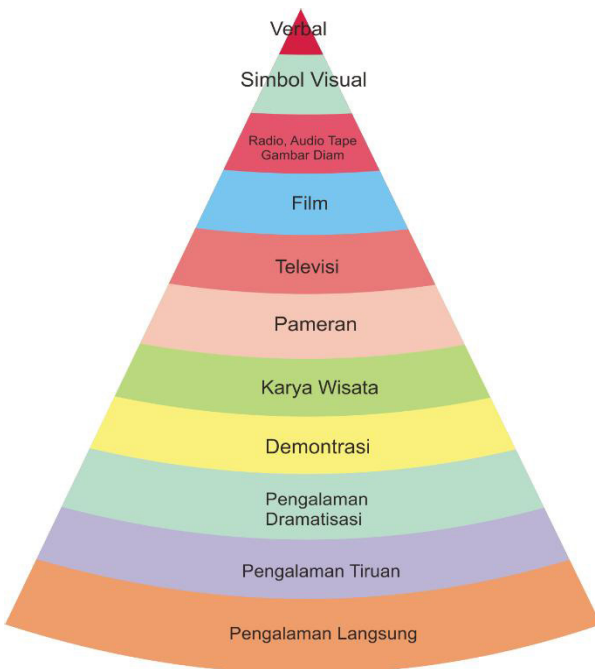 Verbal
Simbol Visual
Radio, Audio Tape
Gambar Diam
Film
Televisi
Pameran
Karya Wisata
Demontrasi
Pengalaman
Dramatisasi
Pengalaman Tiruan
Pengalaman Langsung